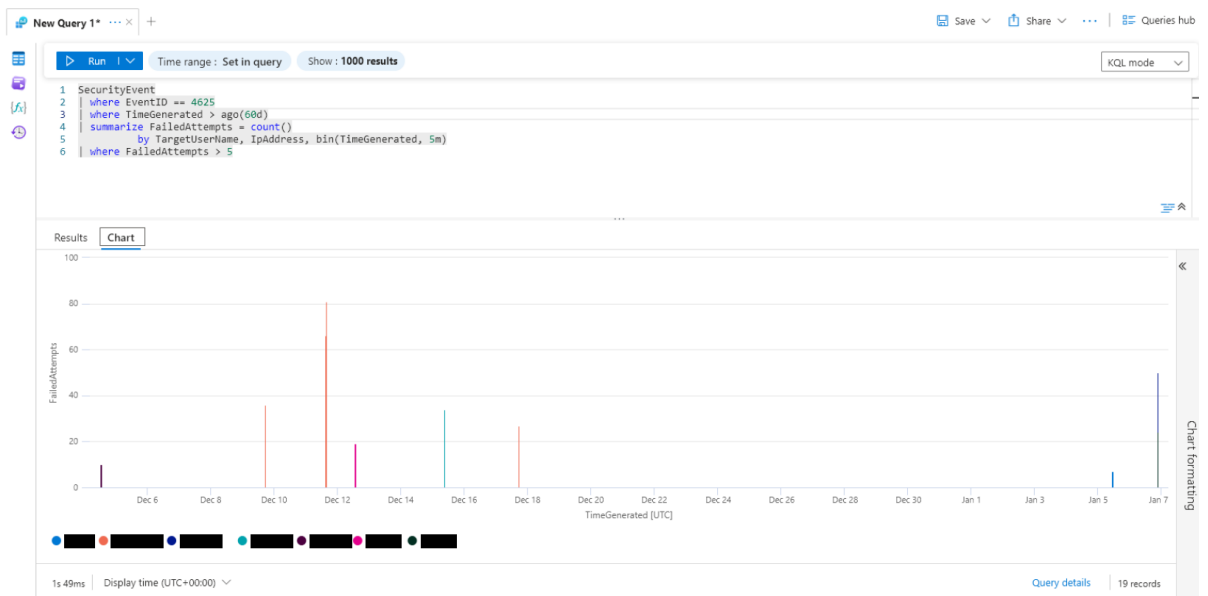 New Query 1* ··· × +
Save Share ··· Queries hub
Run Time range : Set in query Show : 1000 results KQL mode
1 SecurityEvent
2 | where EventID == 4625
3 | where TimeGenerated > ago(60d)
4 | summarize FailedAttempts = count()
5 by TargetUserName, IpAddress, bin(TimeGenerated, 5m)
6 | where FailedAttempts > 5
{fx}
Results Chart
100
80
60
40
20
0
FailedAttempts
Dec 6 Dec 8 Dec 10 Dec 12 Dec 14 Dec 16 Dec 18 Dec 20 Dec 22 Dec 24 Dec 26 Dec 28 Dec 30 Jan 1 Jan 3 Jan 5 Jan 7
TimeGenerated [UTC]
Chart formatting
1s 49ms Display time (UTC+00:00) Query details 19 records